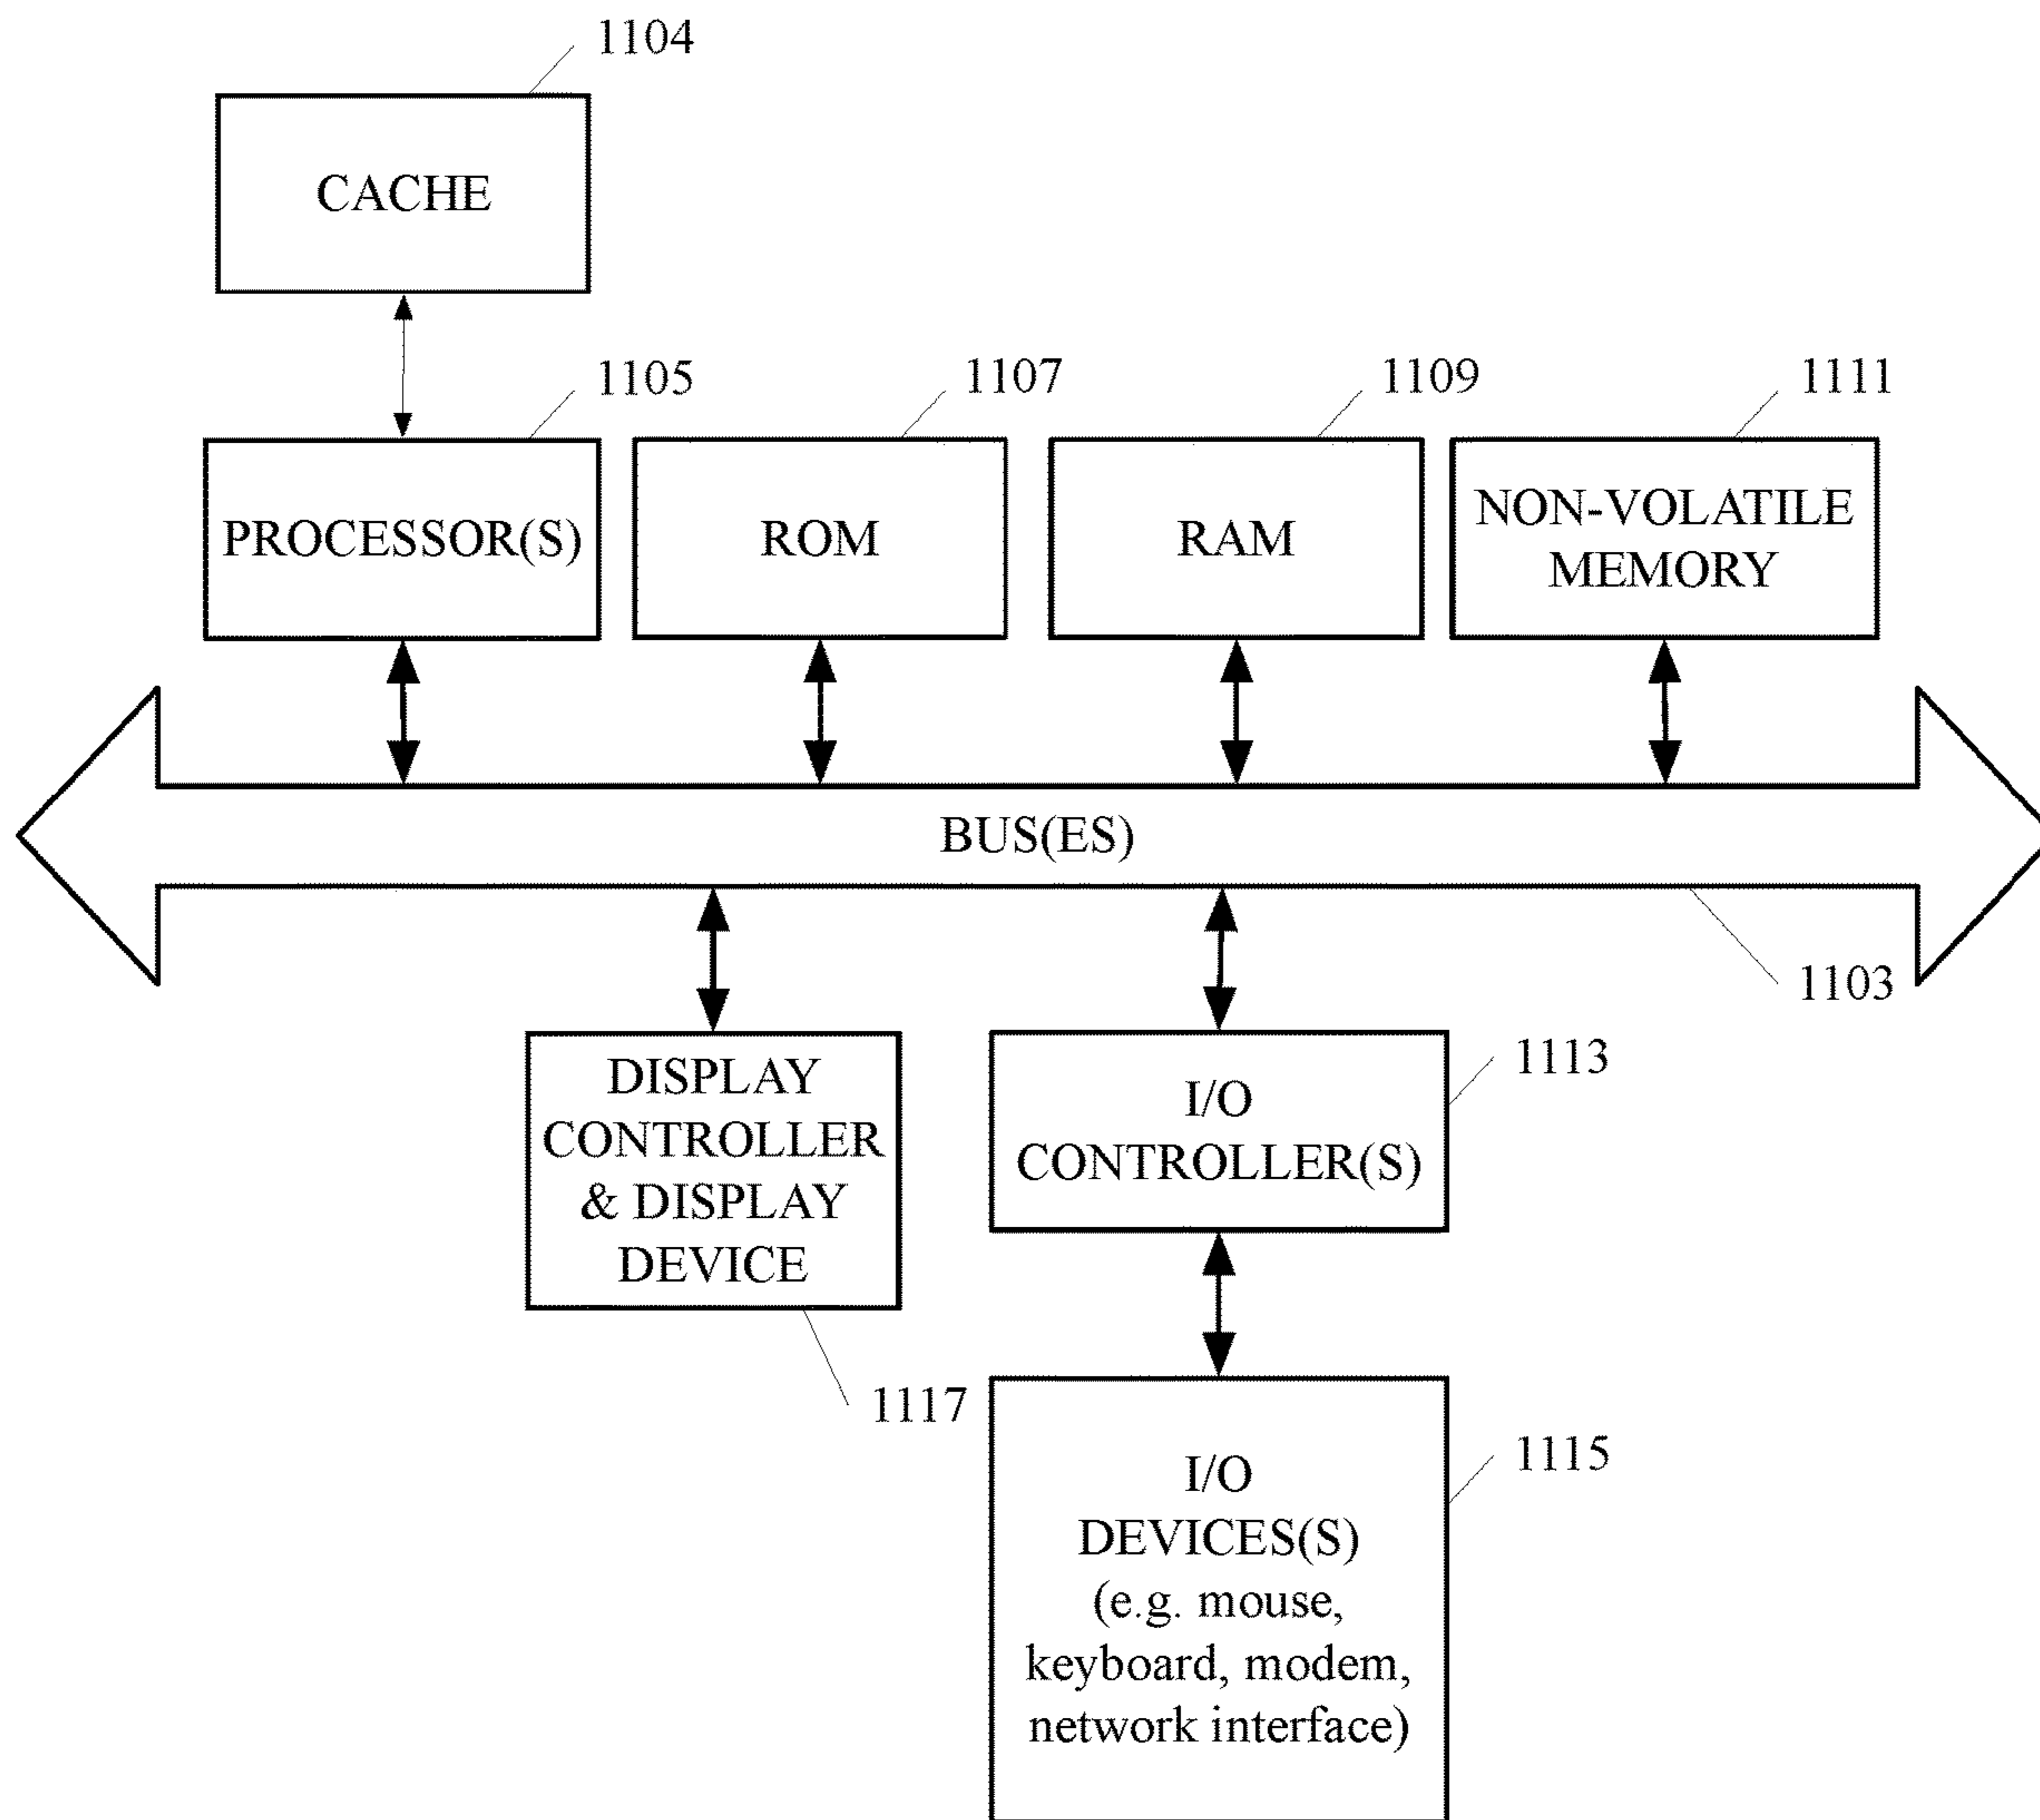 1104
CACHE
1105
1107
1109
1111
PROCESSOR(S)
ROM
RAM
NON-VOLATILE
MEMORY
BUS(ES)
1103
DISPLAY
CONTROLLER
& DISPLAY
DEVICE
1117
I/O
CONTROLLER(S)
1113
I/O
DEVICES(S)
(e.g. mouse,
keyboard, modem,
network interface)
1115